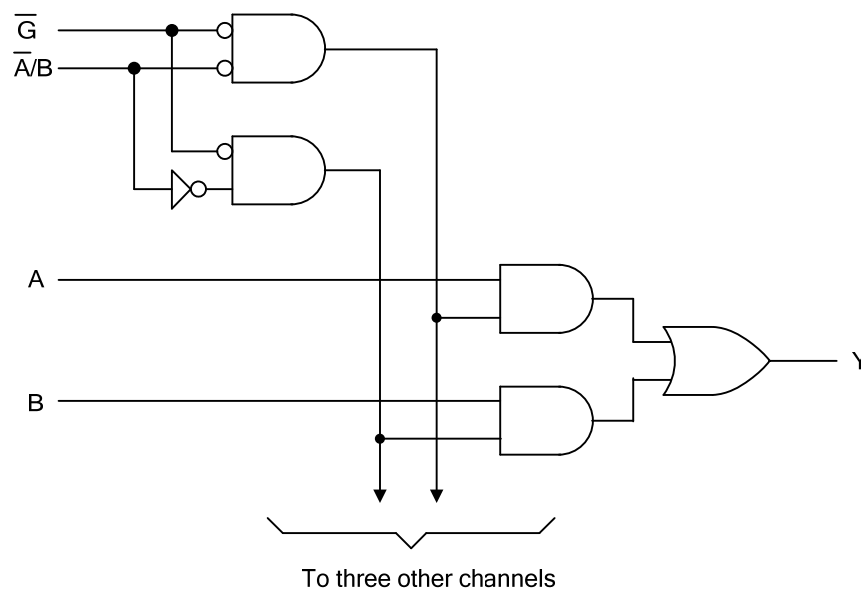 G̅
A̅/B
A
B
Y
To three other channels